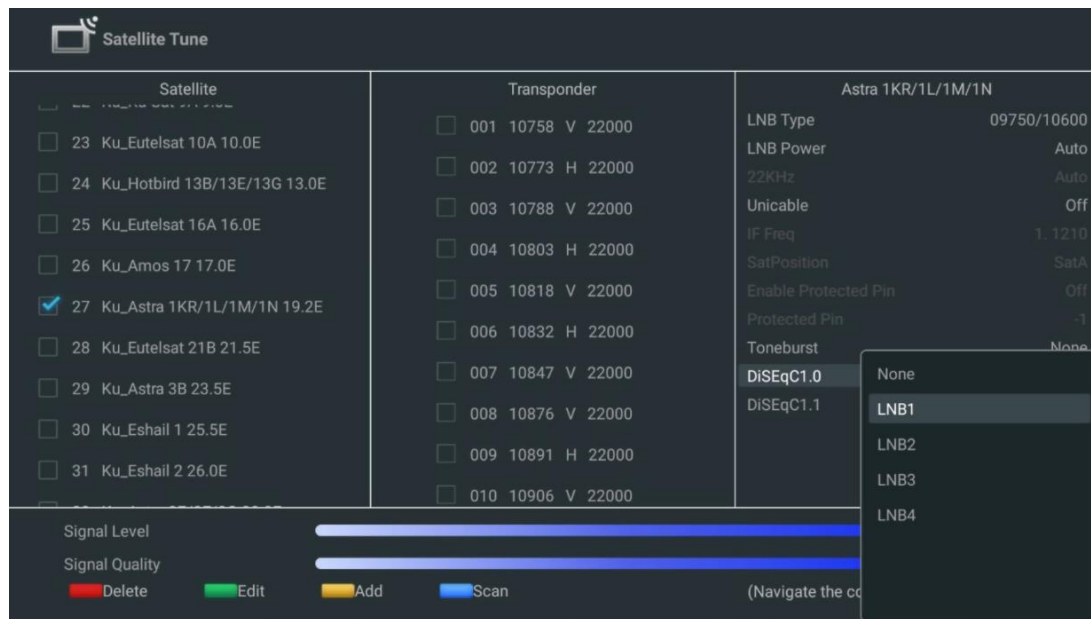 Satellite Tune
Satellite
23 Ku_Eutelsat 10A 10.0E
24 Ku_Hotbird 13B/13E/13G 13.0E
25 Ku_Eutelsat 16A 16.0E
26 Ku_Amos 17 17.0E
27 Ku_Astra 1KR/1L/1M/1N 19.2E
28 Ku_Eutelsat 21B 21.5E
29 Ku_Astra 3B 23.5E
30 Ku_Eshail 1 25.5E
31 Ku_Eshail 2 26.0E
Transponder
001 10758 V 22000
002 10773 H 22000
003 10788 V 22000
004 10803 H 22000
005 10818 V 22000
006 10832 H 22000
007 10847 V 22000
008 10876 V 22000
009 10891 H 22000
010 10906 V 22000
Astra 1KR/1L/1M/1N
LNB Type 09750/10600
LNB Power Auto
22KHz Auto
Unicable Off
IF Freq 1. 1210
SatPosition SatA
Enable Protected Pin Off
Protected Pin -1
Toneburst None
DiSEqC1.0
DiSEqC1.1
None
LNB1
LNB2
LNB3
LNB4
Signal Level
Signal Quality
Delete Edit Add Scan (Navigate the